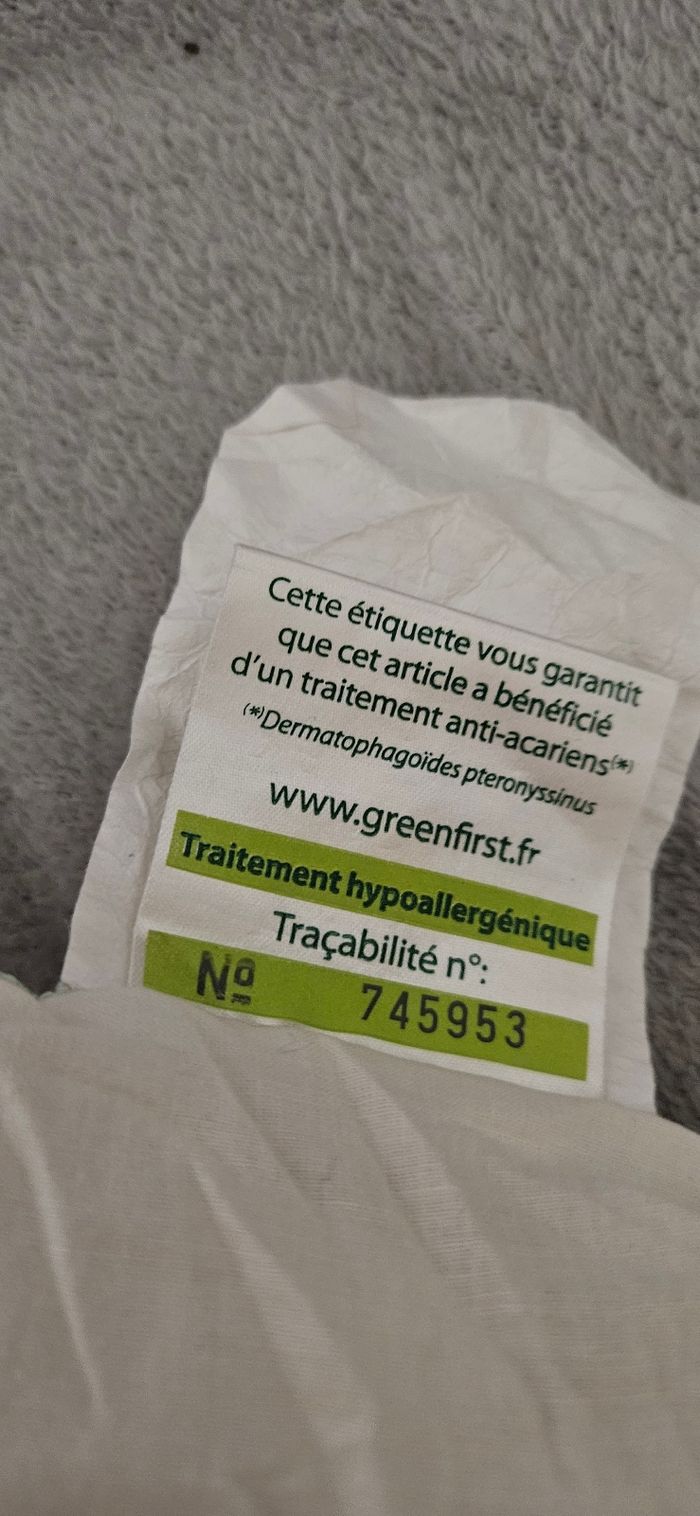 Cette étiquette vous garantit
que cet article a bénéficié
d'un traitement anti-acariens(*)
(*)Dermatophagoïdes pteronyssinus
www.greenfirst.fr
Traitement hypoallergénique
Traçabilité n°:
Nº 745953